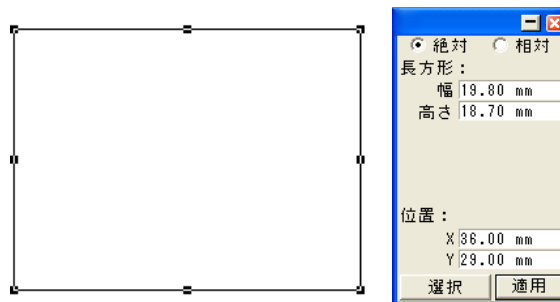 絶対 相対
長方形：
幅 19.80 mm
高さ 18.70 mm
位置：
X 36.00 mm
Y 29.00 mm
選択 適用